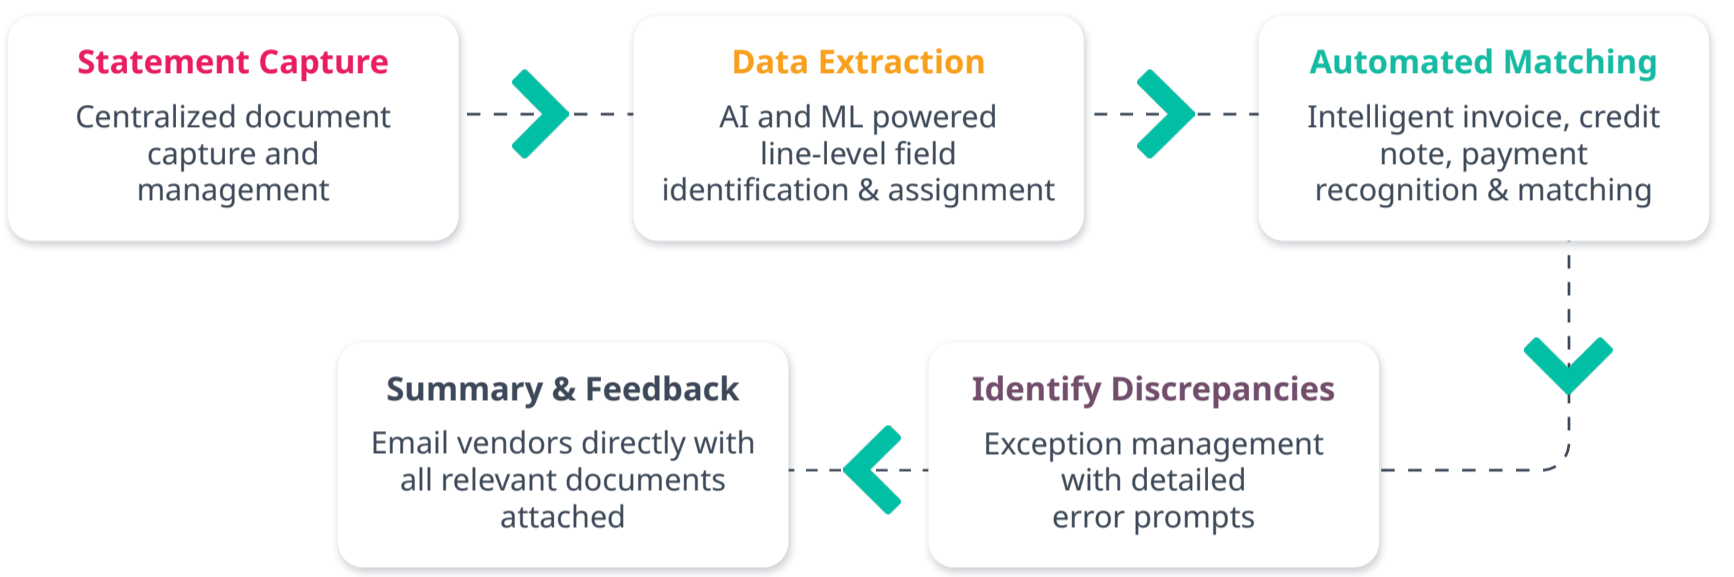 Statement Capture
Centralized document
capture and
management
Data Extraction
AI and ML powered
line-level field
identification & assignment
Automated Matching
Intelligent invoice, credit
note, payment
recognition & matching
Identify Discrepancies
Exception management
with detailed
error prompts
Summary & Feedback
Email vendors directly with
all relevant documents
attached